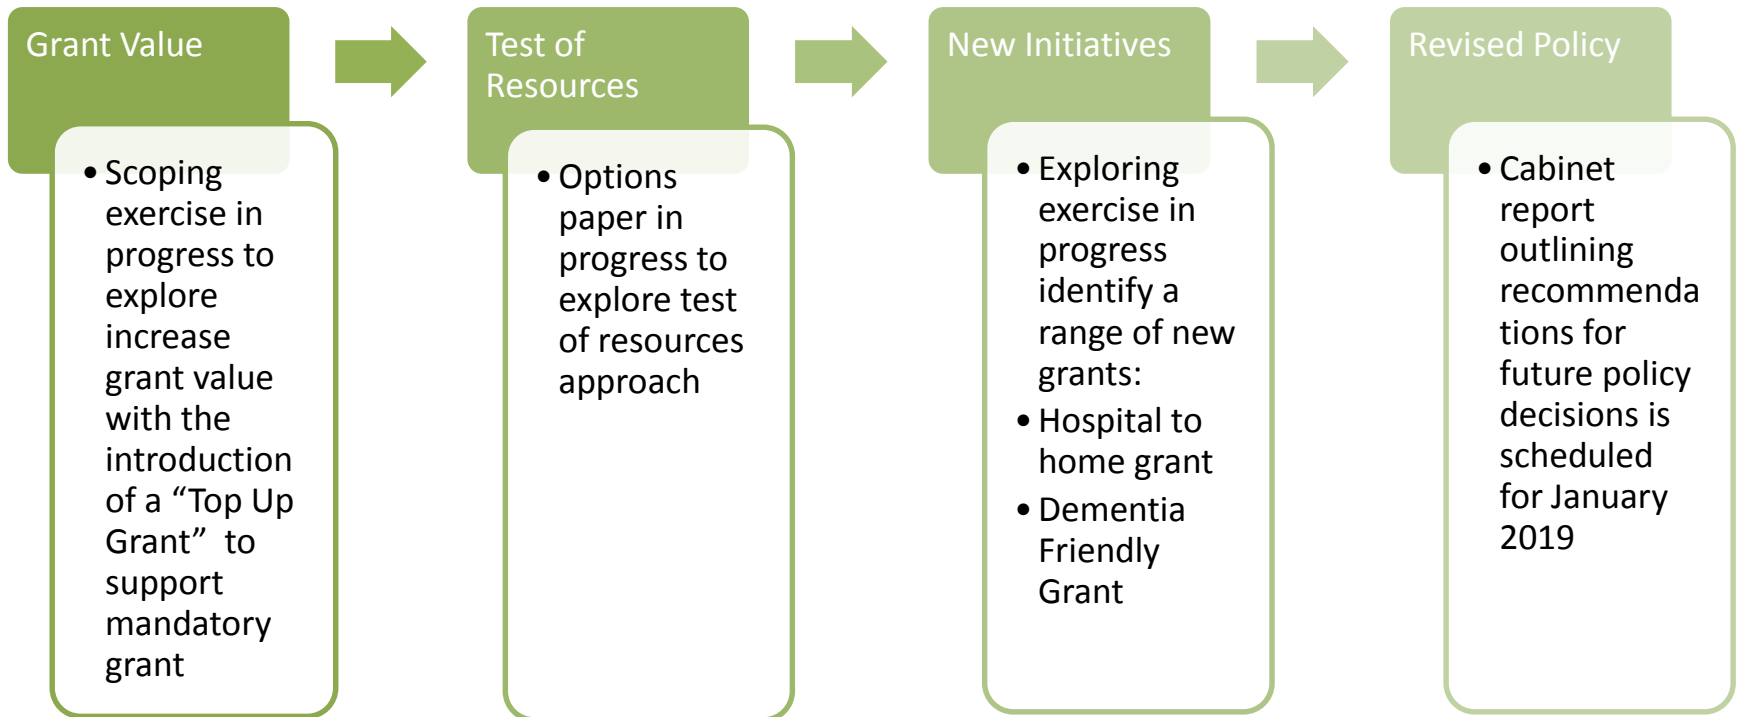 Grant Value
• Scoping
exercise in
progress to
explore
increase
grant value
with the
introduction
of a “Top Up
Grant”  to
support
mandatory
grant
Test of
Resources
• Options
paper in
progress to
explore test
of resources
approach
New Initiatives
• Exploring
exercise in
progress
identify a
range of new
grants:
• Hospital to
home grant
• Dementia
Friendly
Grant
Revised Policy
• Cabinet
report
outlining
recommenda
tions for
future policy
decisions is
scheduled
for January
2019